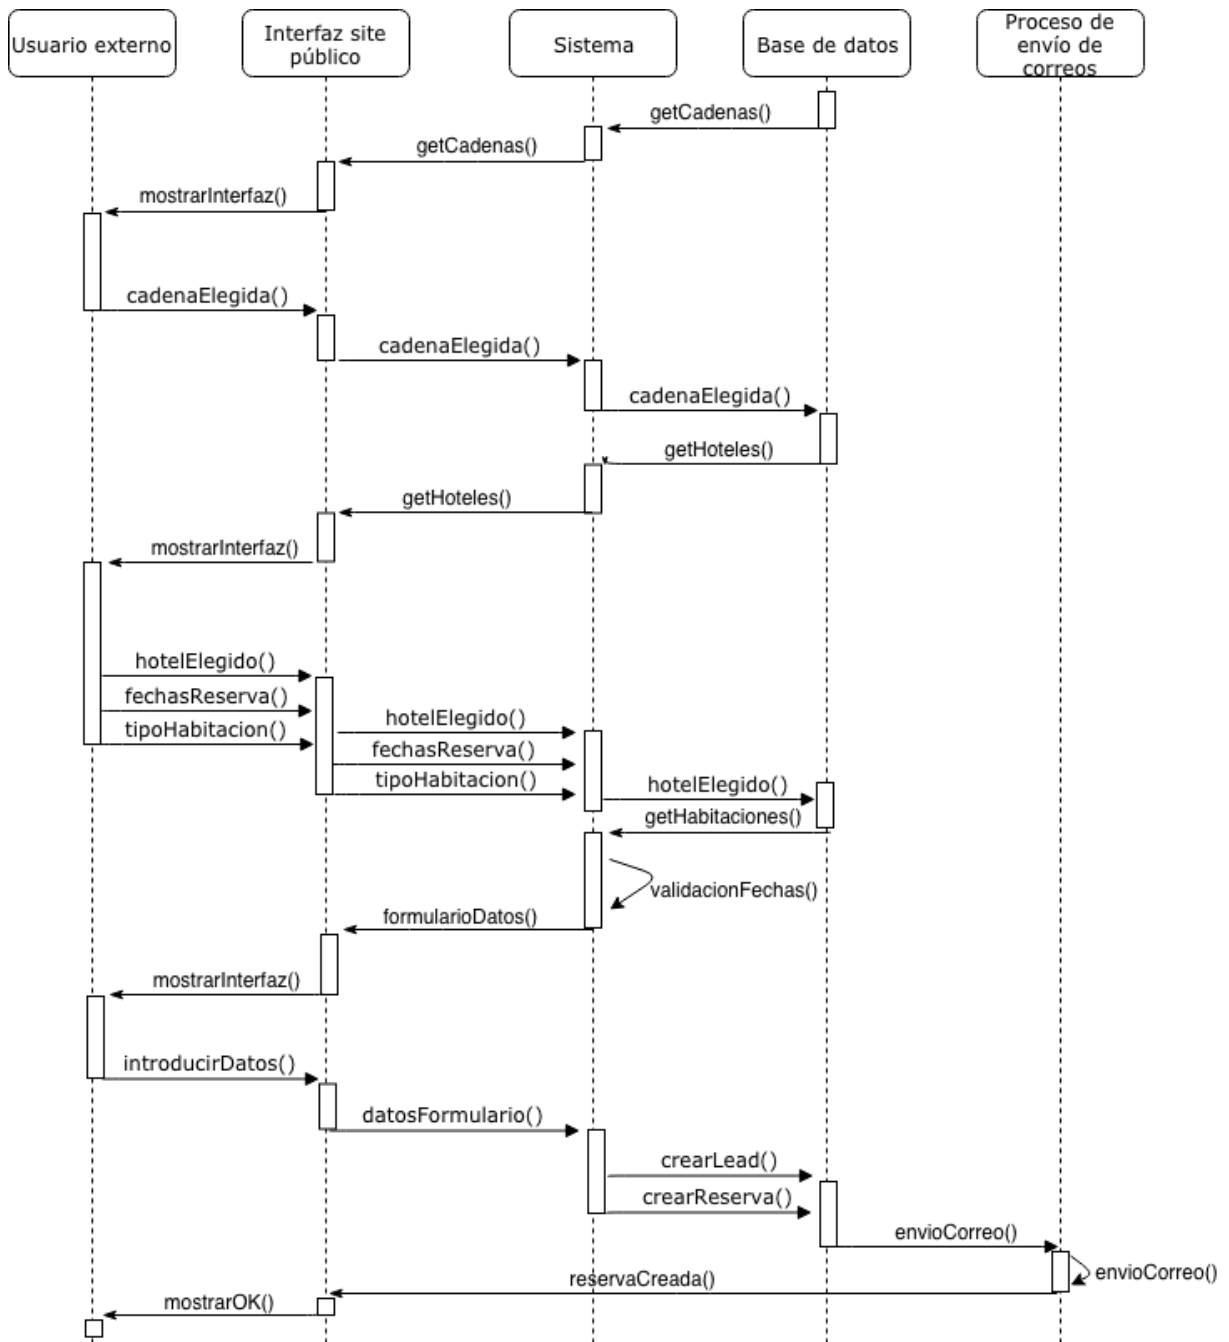 Usuario externo
Interfaz site
público
Sistema
Base de datos
Proceso de
envío de
correos
getCadenas()
getCadenas()
mostrarInterfaz()
cadenaElegida()
cadenaElegida()
cadenaElegida()
getHoteles()
getHoteles()
mostrarInterfaz()
hotelElegido()
fechasReserva()
hotelElegido()
tipoHabitacion()
fechasReserva()
tipoHabitacion()
hotelElegido()
getHabitaciones()
validacionFechas()
formularioDatos()
mostrarInterfaz()
introducirDatos()
datosFormulario()
crearLead()
crearReserva()
envioCorreo()
envioCorreo()
reservaCreada()
mostrarOK()